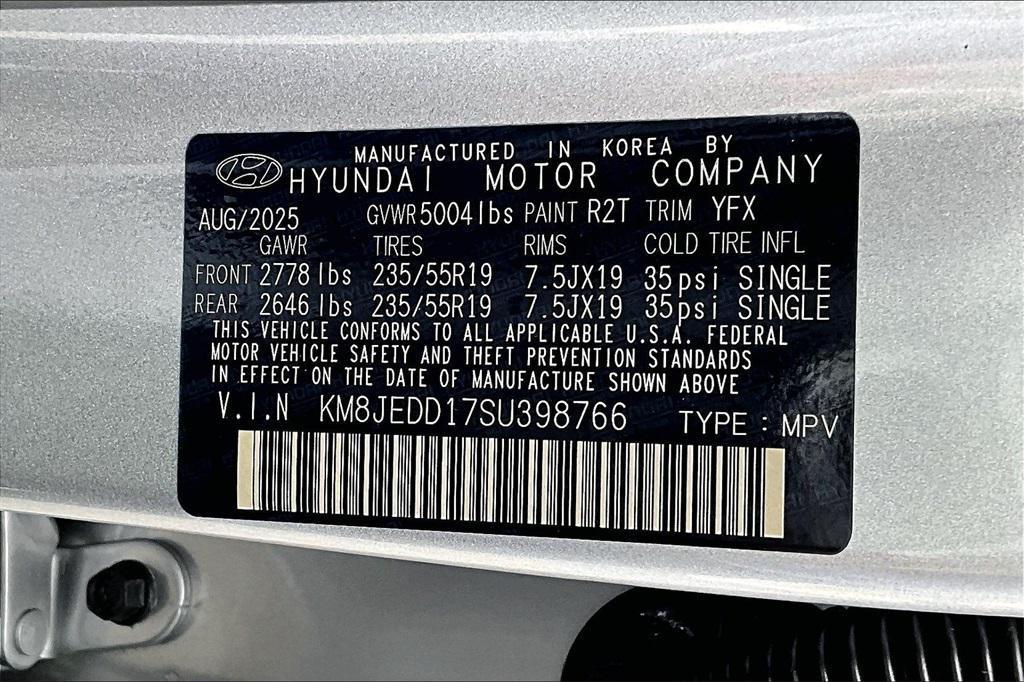 MANUFACTURED IN KOREA BY
HYUNDAI MOTOR COMPANY
AUG/2025 GVWR 5004lbs PAINT R2T TRIM YFX
GAWR TIRES RIMS COLD TIRE INFL
FRONT 2778 lbs 235/55R19 7.5JX19 35psi SINGLE
REAR 2646 lbs 235/55R19 7.5JX19 35psi SINGLE
THIS VEHICLE CONFORMS TO ALL APPLICABLE U.S.A. FEDERAL
MOTOR VEHICLE SAFETY AND THEFT PREVENTION STANDARDS
IN EFFECT ON THE DATE OF MANUFACTURE SHOWN ABOVE
V.I.N KM8JEDD17SU398766 TYPE : MPV